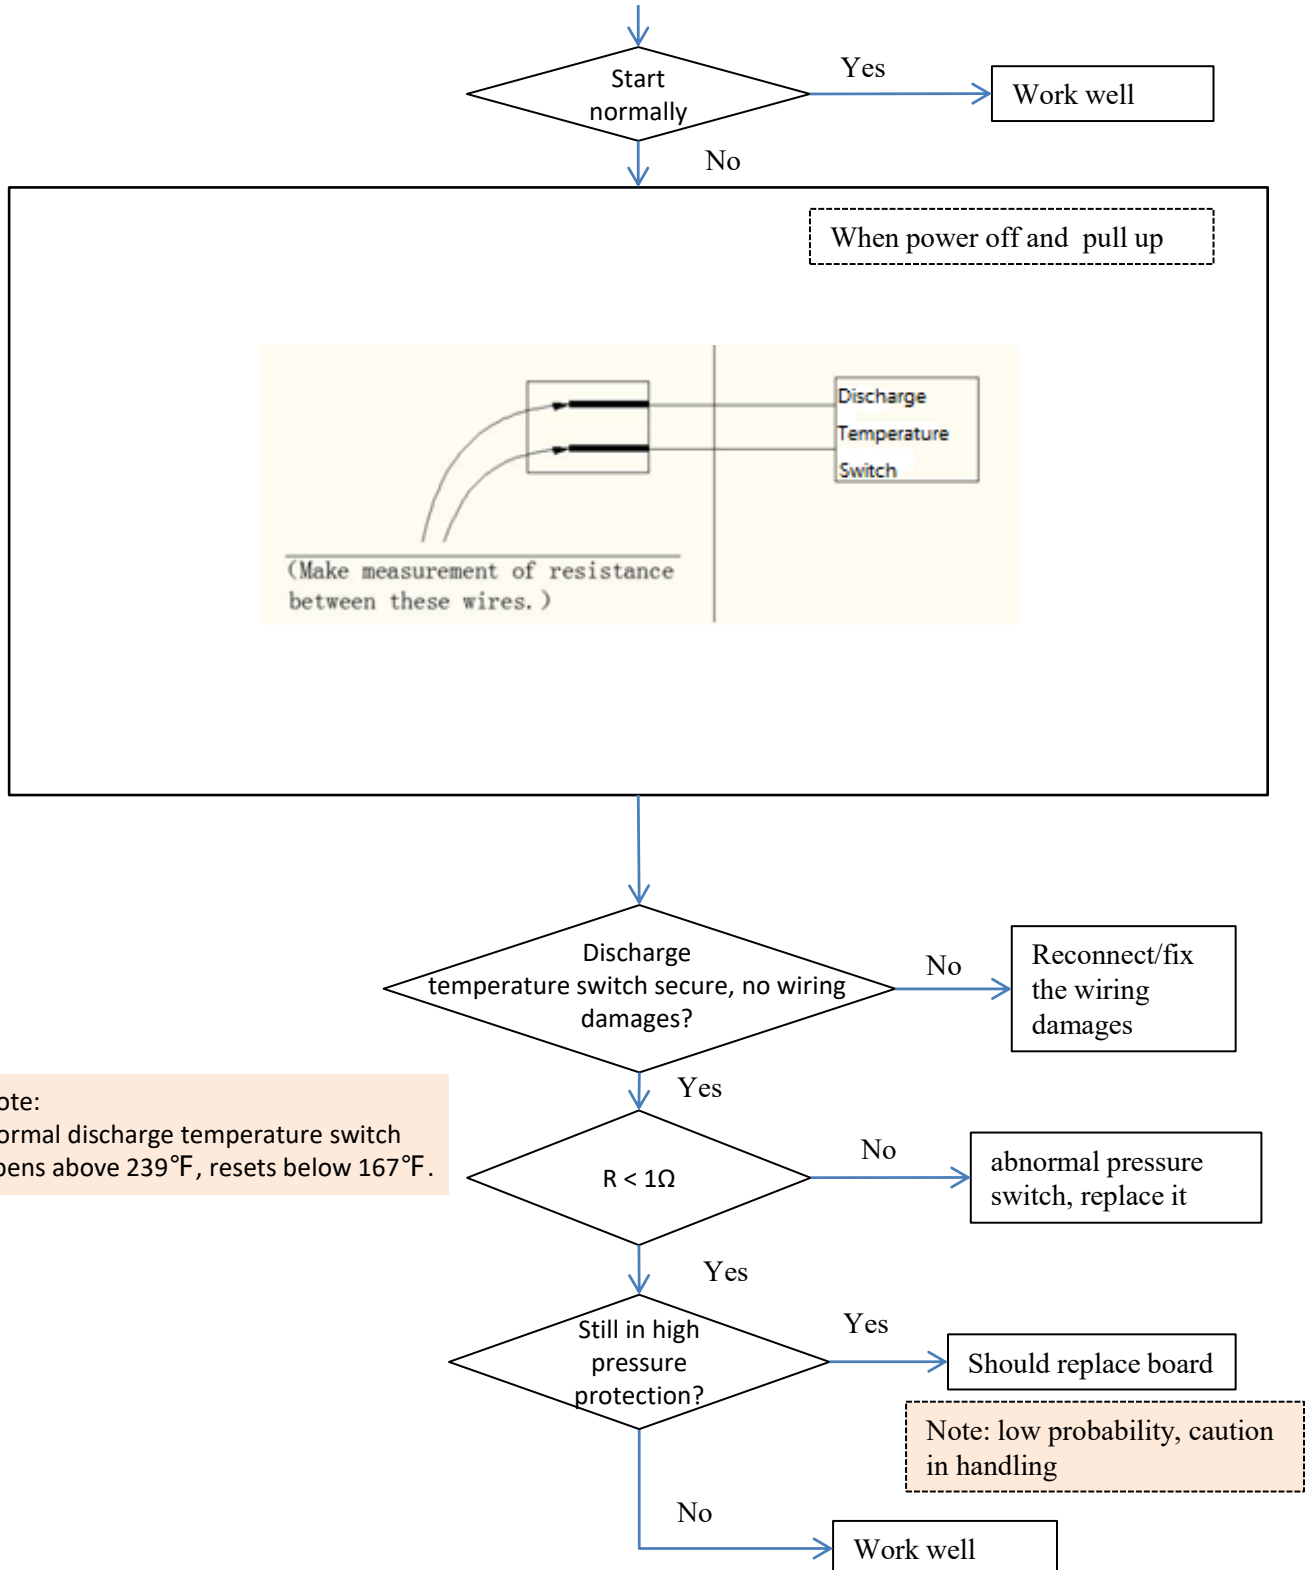 Start
normally
Yes
Work well
No
When power off and  pull up
Discharge
Temperature
Switch
(Make measurement of resistance
between these wires.)
Discharge
temperature switch secure, no wiring
damages?
No
Reconnect/fix
the wiring
damages
Yes
ote:
ormal discharge temperature switch
pens above 239℉, resets below 167℉.
R < 1Ω
No
abnormal pressure
switch, replace it
Yes
Still in high
pressure
protection?
Yes
Should replace board
Note: low probability, caution
in handling
No
Work well